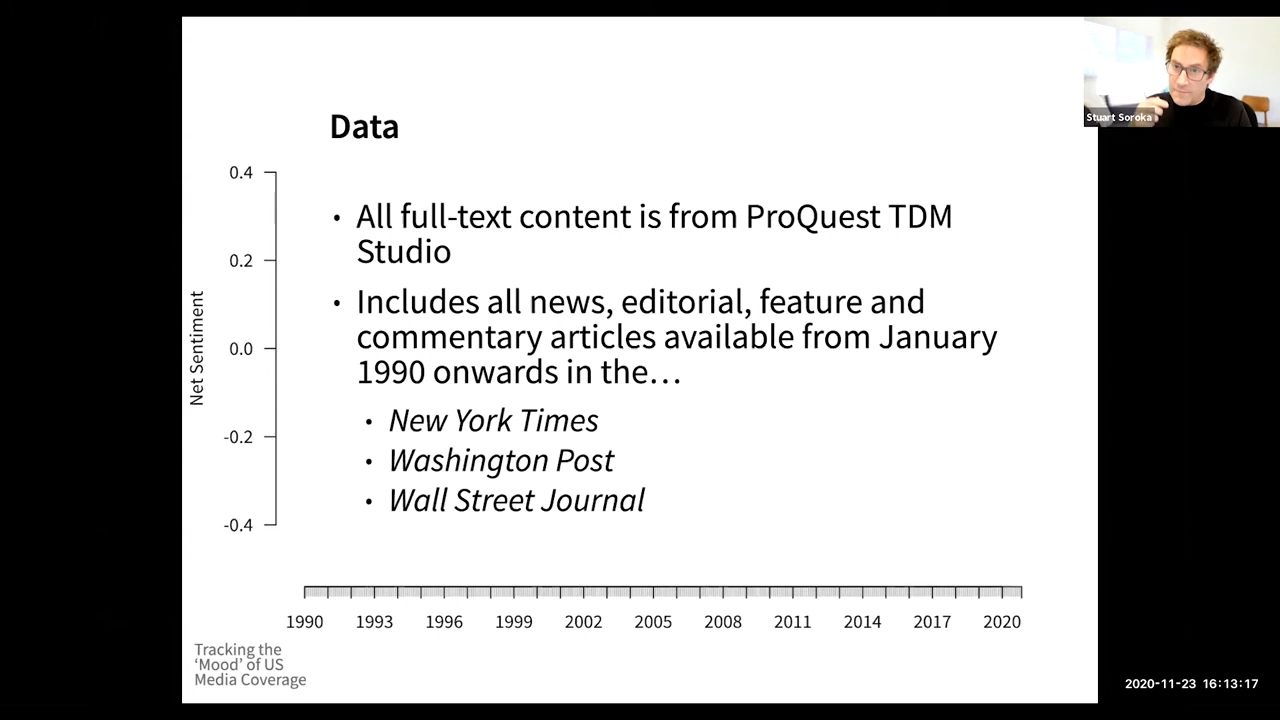 Data
• All full-text content is from ProQuest TDM
Studio
• Includes all news, editorial, feature and
commentary articles available from January
1990 onwards in the…
• New York Times
• Washington Post
• Wall Street Journal
Net Sentiment
0.4
0.2
0.0
-0.2
-0.4
1990 1993 1996 1999 2002 2005 2008 2011 2014 2017 2020
Tracking the
‘Mood’ of US
Media Coverage
Stuart Soroka
2020-11-23 16:13:17